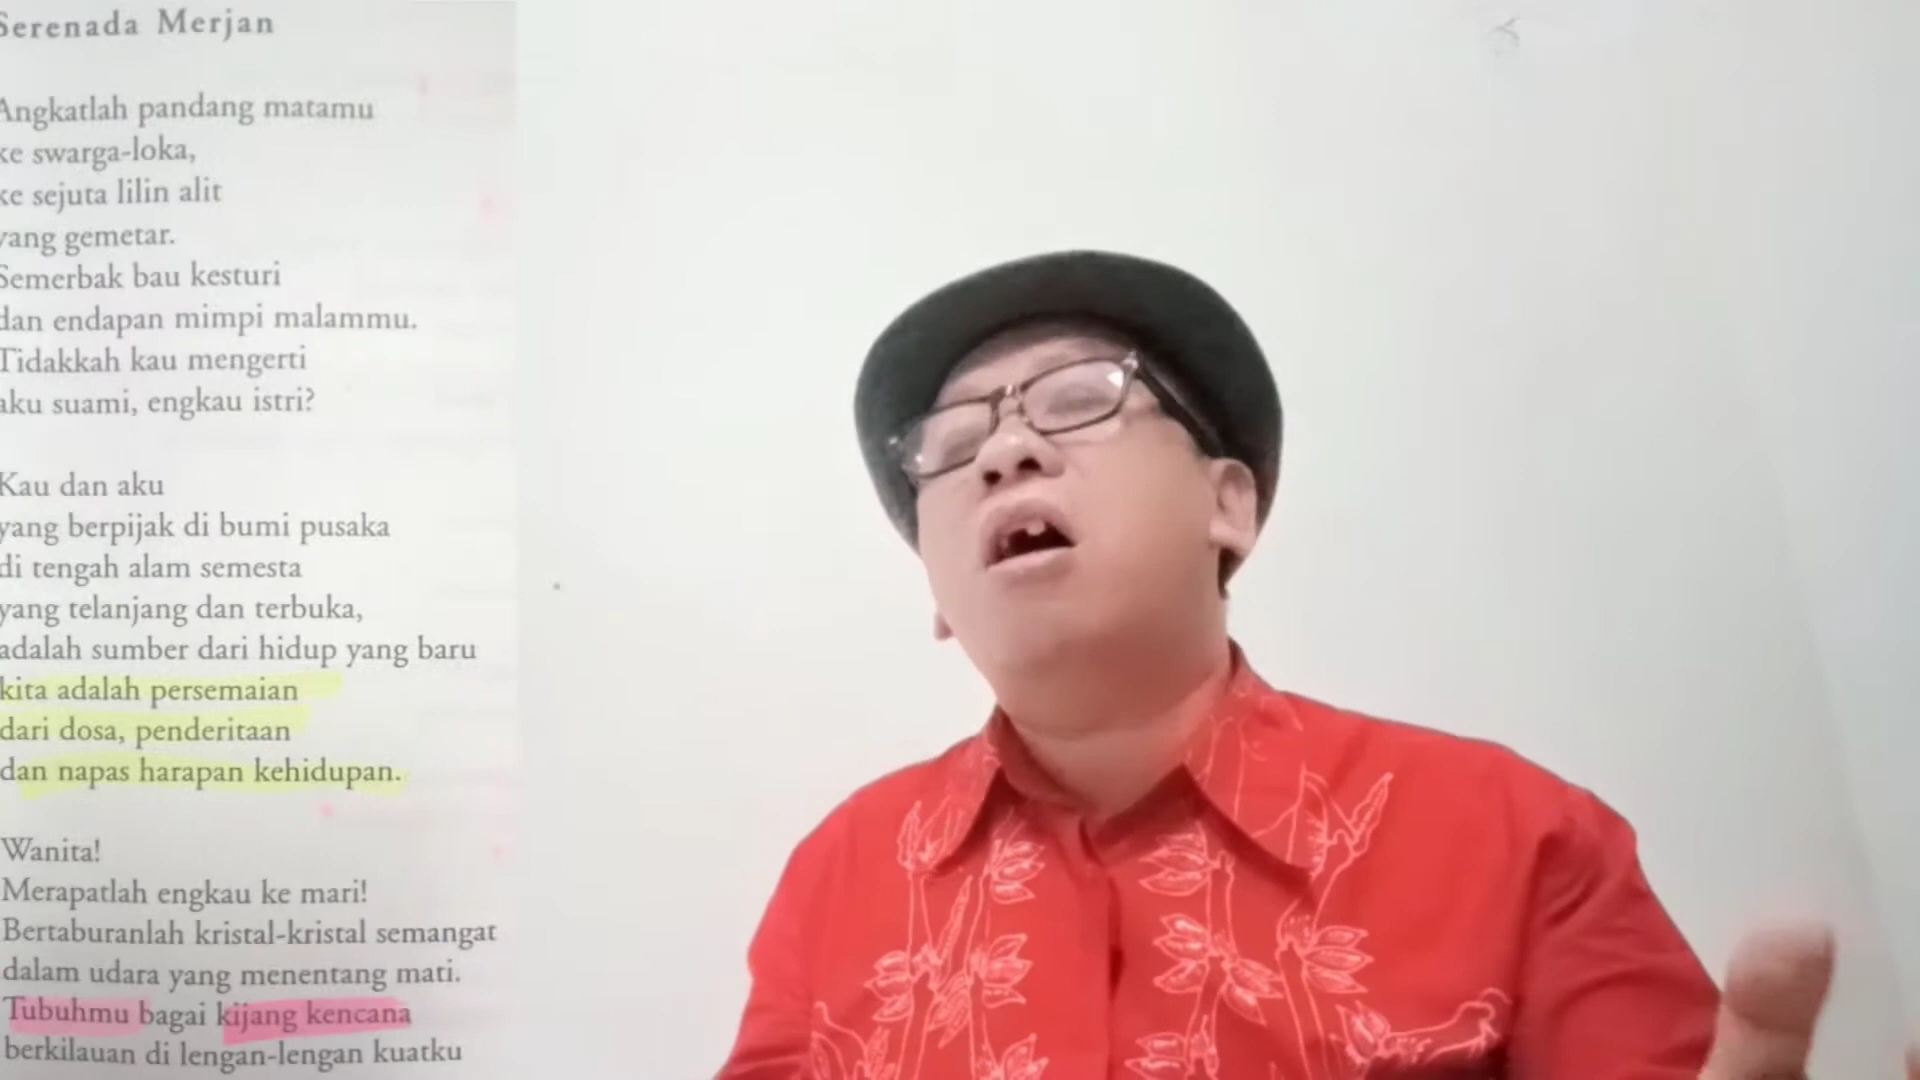 Serenada Merjan
Angkatlah pandang matamu
ke swarga-loka,
ke sejuta lilin alit
yang gemetar.
Semerbak bau kesturi
dan endapan mimpi malammu.
Tidakkah kau mengerti
aku suami, engkau istri?
Kau dan aku
yang berpijak di bumi pusaka
di tengah alam semesta
yang telanjang dan terbuka,
adalah sumber dari hidup yang baru
kita adalah persemaian
dari dosa, penderitaan
dan napas harapan kehidupan.
Wanita!
Merapatlah engkau ke mari!
Bertaburanlah kristal-kristal semangat
dalam udara yang menentang mati.
Tubuhmu bagai kijang kencana
berkilauan di lengan-lengan kuatku